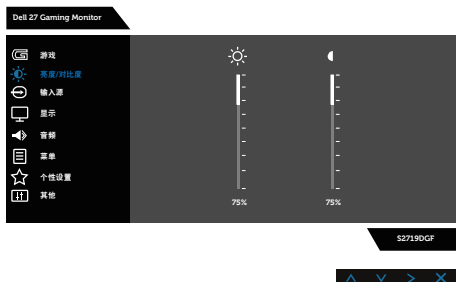 Dell 27 Gaming Monitor
游戏
亮度/对比度
输入源
显示
音频
菜单
个性设置
其他
75%
75%
S2719DGF